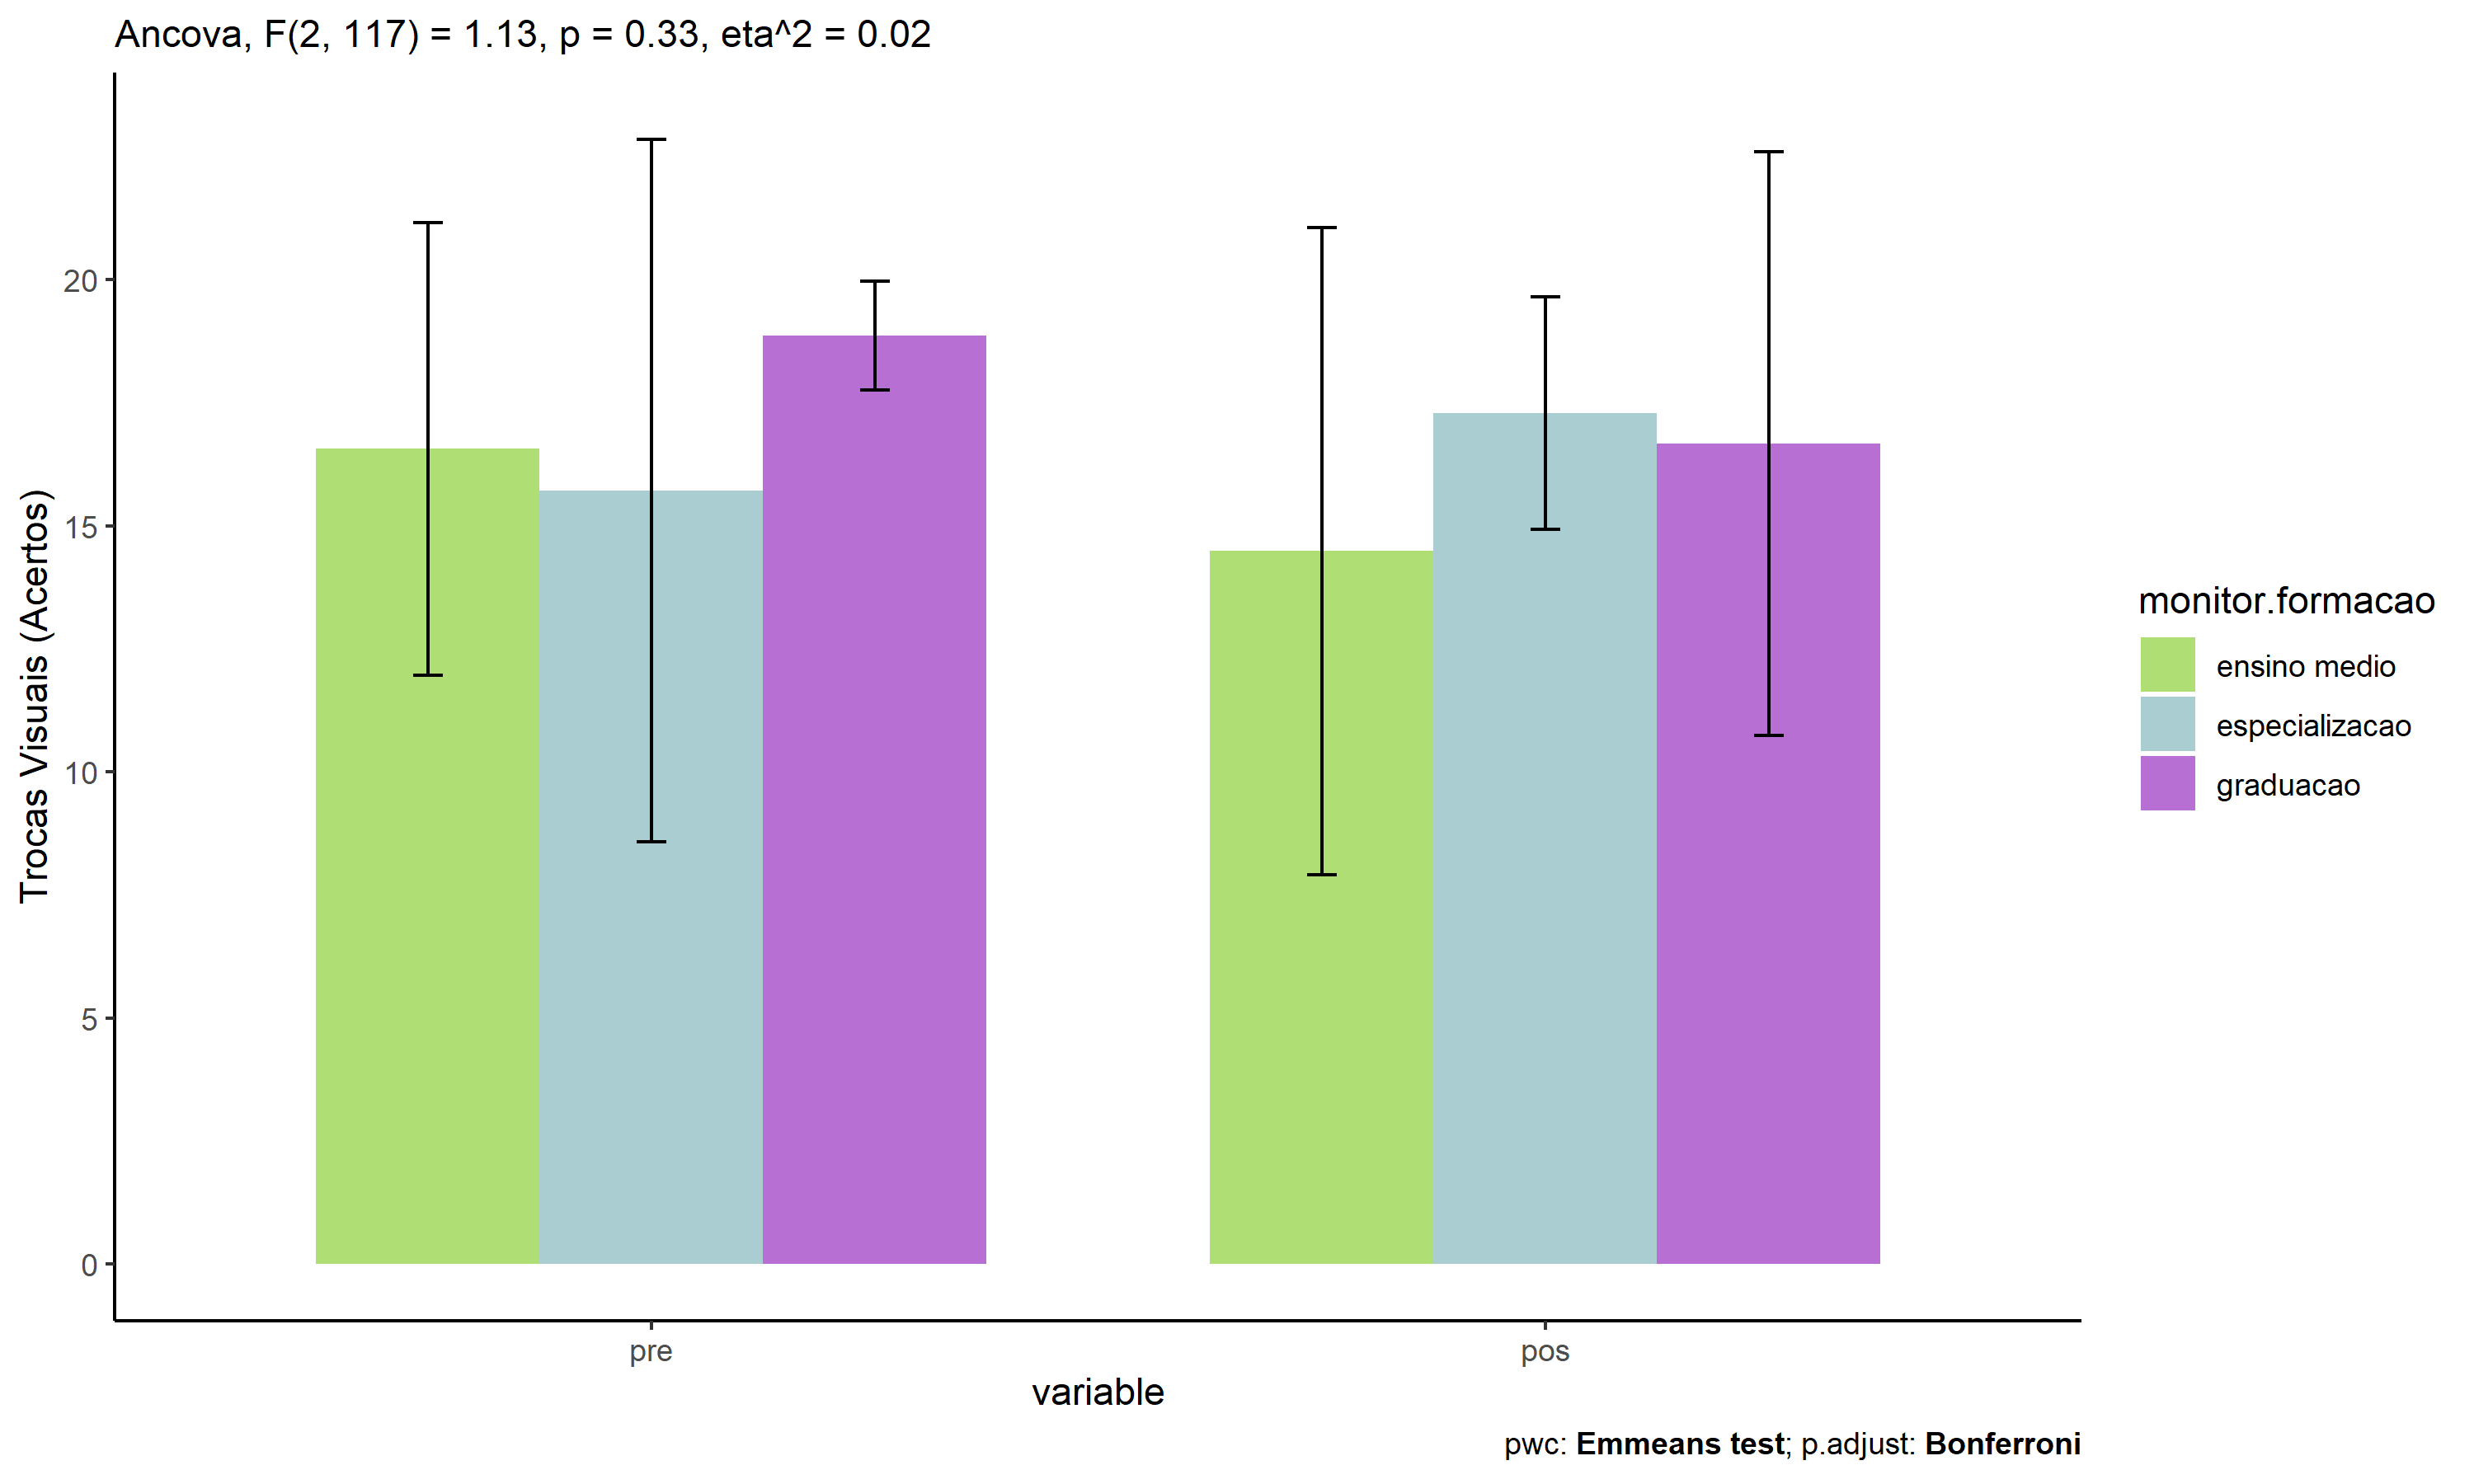 Ancova, F(2, 117) = 1.13, p = 0.33, eta^2 = 0.02
Trocas Visuais (Acertos)
20
15
10
5
0
pre
pos
variable
monitor.formacao
ensino medio
especializacao
graduacao
pwc: Emmeans test; p.adjust: Bonferroni